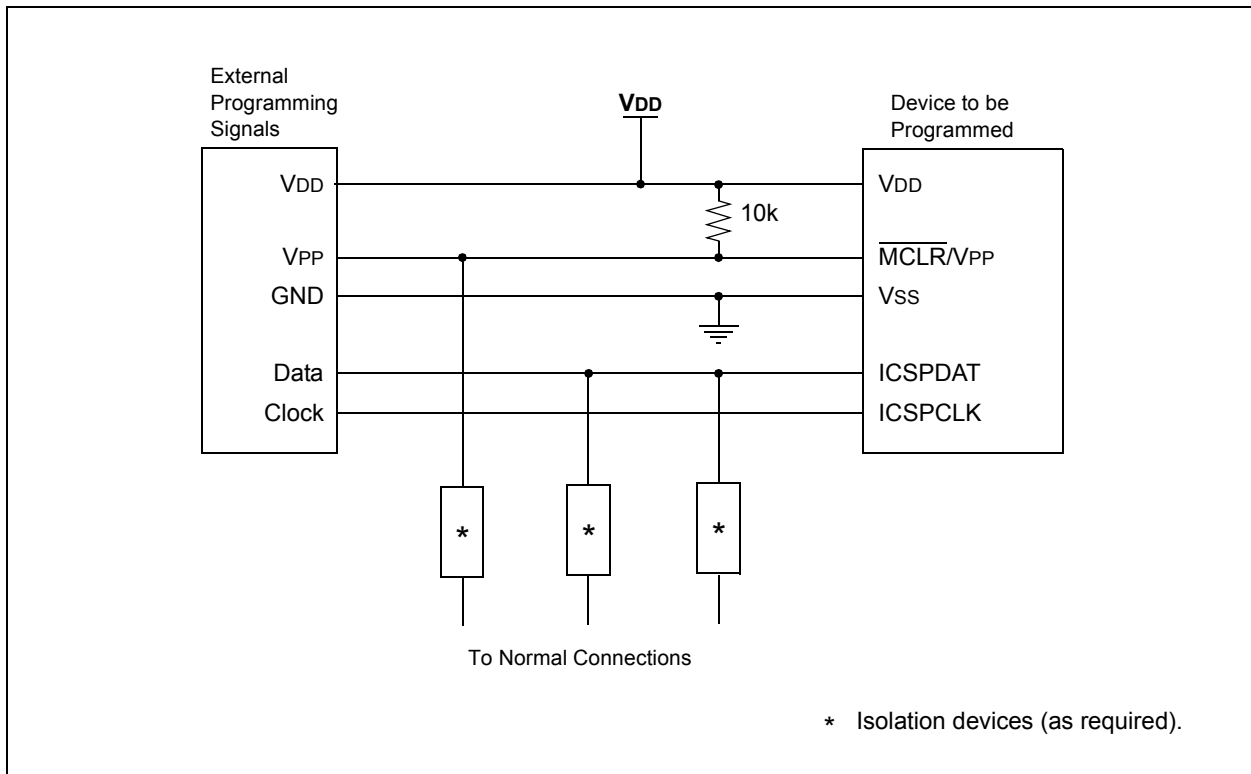 External
Programming
Signals
VDD
Device to be
Programmed
VDD
VDD
10k
VPP
MCLR/VPP
GND
VSS
Data
ICSPDAT
Clock
ICSPCLK
* * *
To Normal Connections
* Isolation devices (as required).